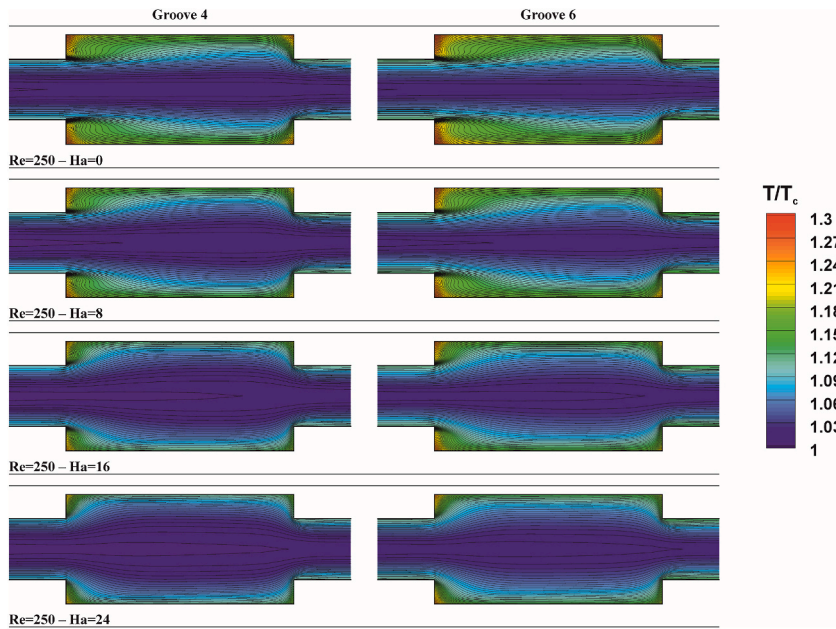 Groove 4 Groove 6
Re=250 – Ha=0
Re=250 – Ha=8
Re=250 – Ha=16
Re=250 – Ha=24
T/Tc
1.3
1.27
1.24
1.21
1.18
1.15
1.12
1.09
1.06
1.03
1